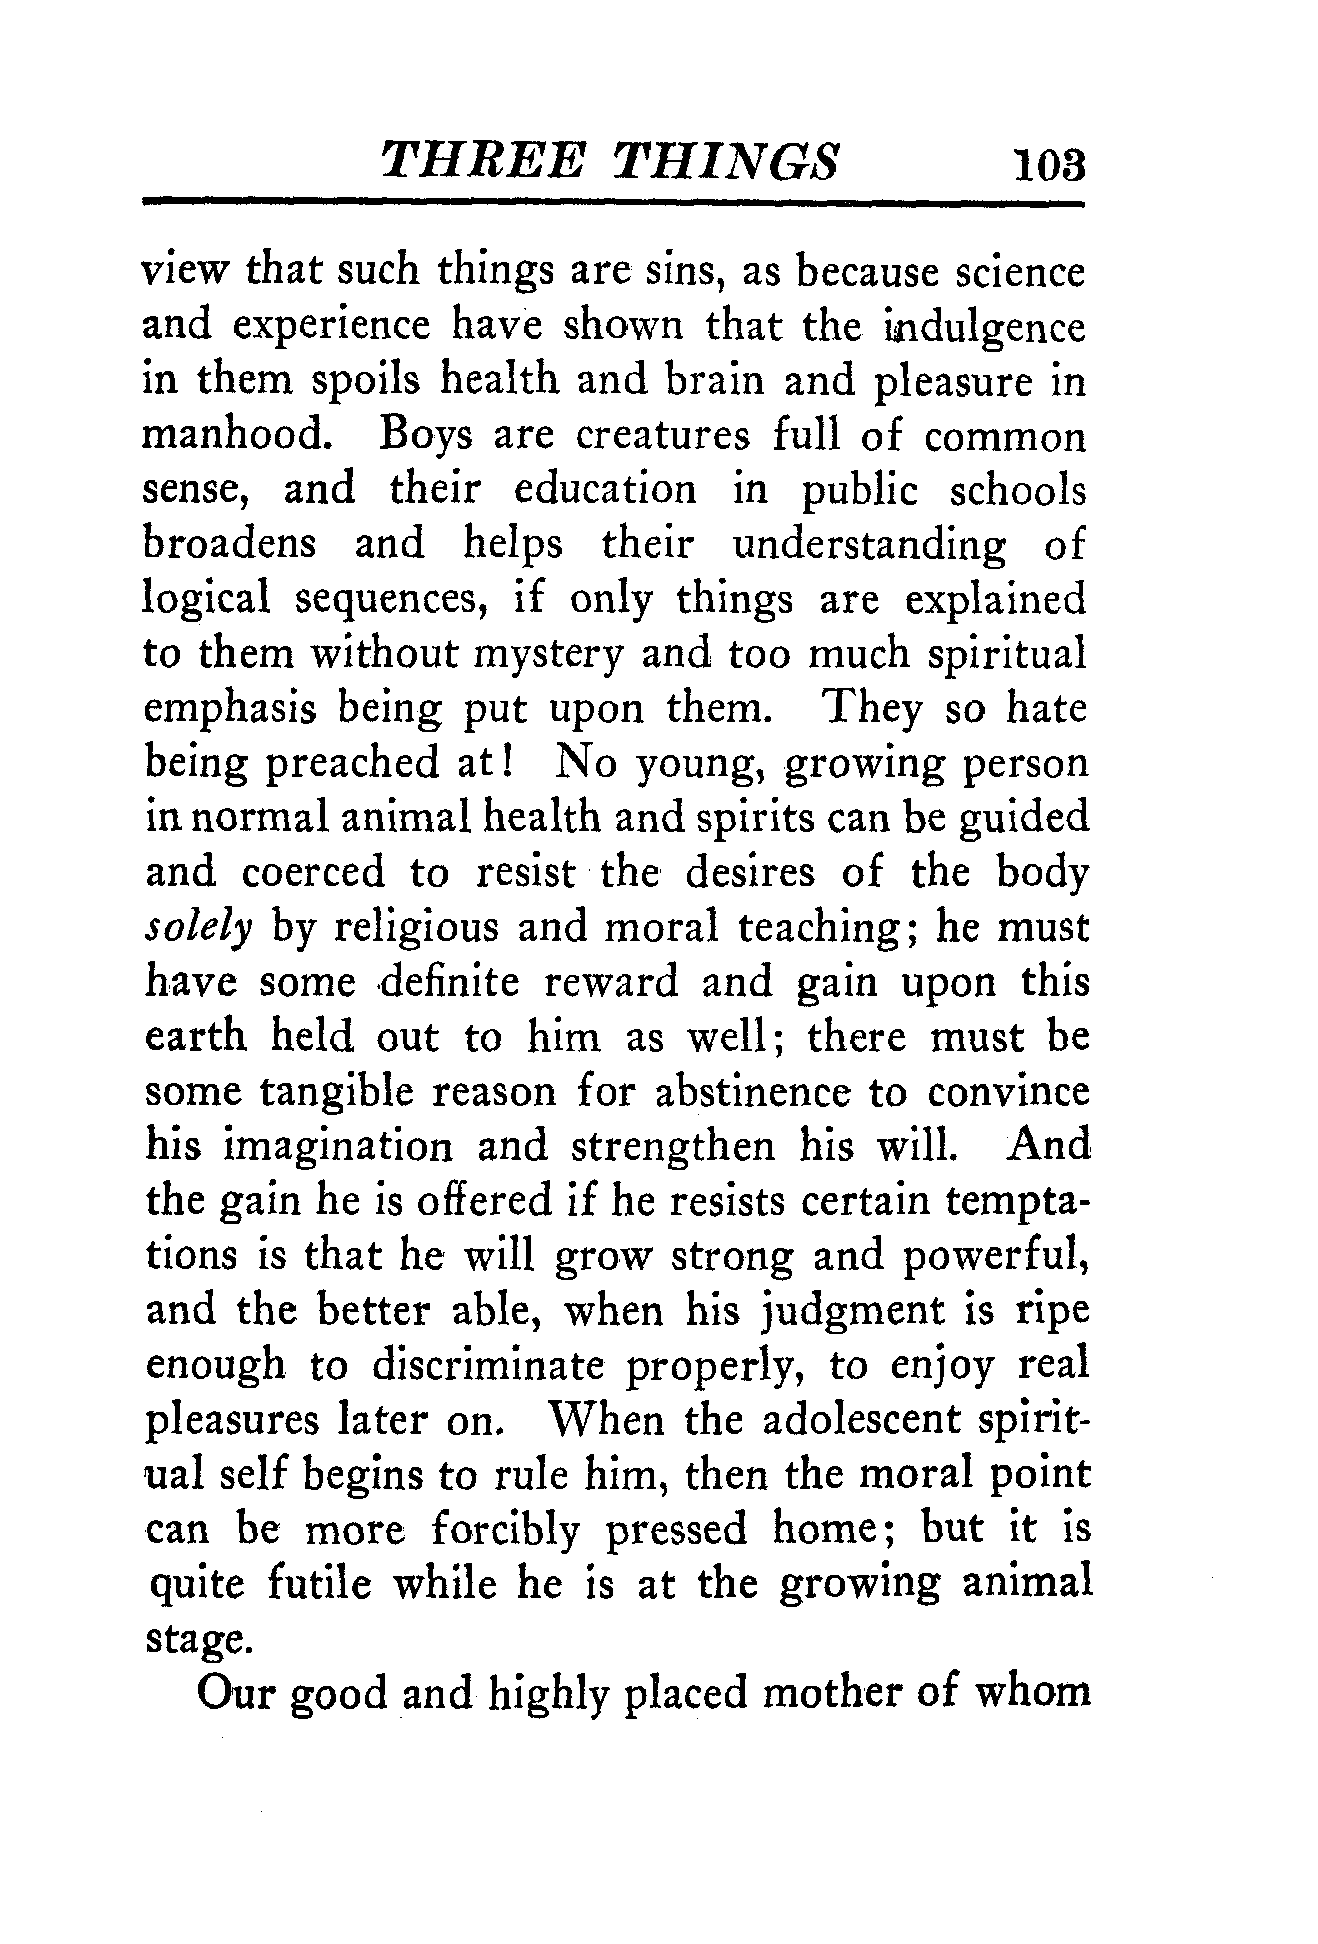 THREE THINGS 103
view that such things are sins, as because science
and experience have shown that the indulgence
in them spoils health and brain and pleasure in
manhood. Boys are creatures full of common
sense, and their education in public schools
broadens and helps their understanding of
logical sequences, if only things are explained
to them without mystery and too much spiritual
emphasis being put upon them. They so hate
being preached at! No young, growing person
in normal animal health and spirits can be guided
and coerced to resist the desires of the body
solely by religious and moral teaching; he must
have some definite reward and gain upon this
earth held out to him as well; there must be
some tangible reason for abstinence to convince
his imagination and strengthen his will. And
the gain he is offered if he resists certain tempta-
tions is that he will grow strong and powerful,
and the better able, when his judgment is ripe
enough to discriminate properly, to enjoy real
pleasures later on. When the adolescent spirit-
ual self begins to rule him, then the moral point
can be more forcibly pressed home; but it is
quite futile while he is at the growing animal
stage.
Our good and highly placed mother of whom